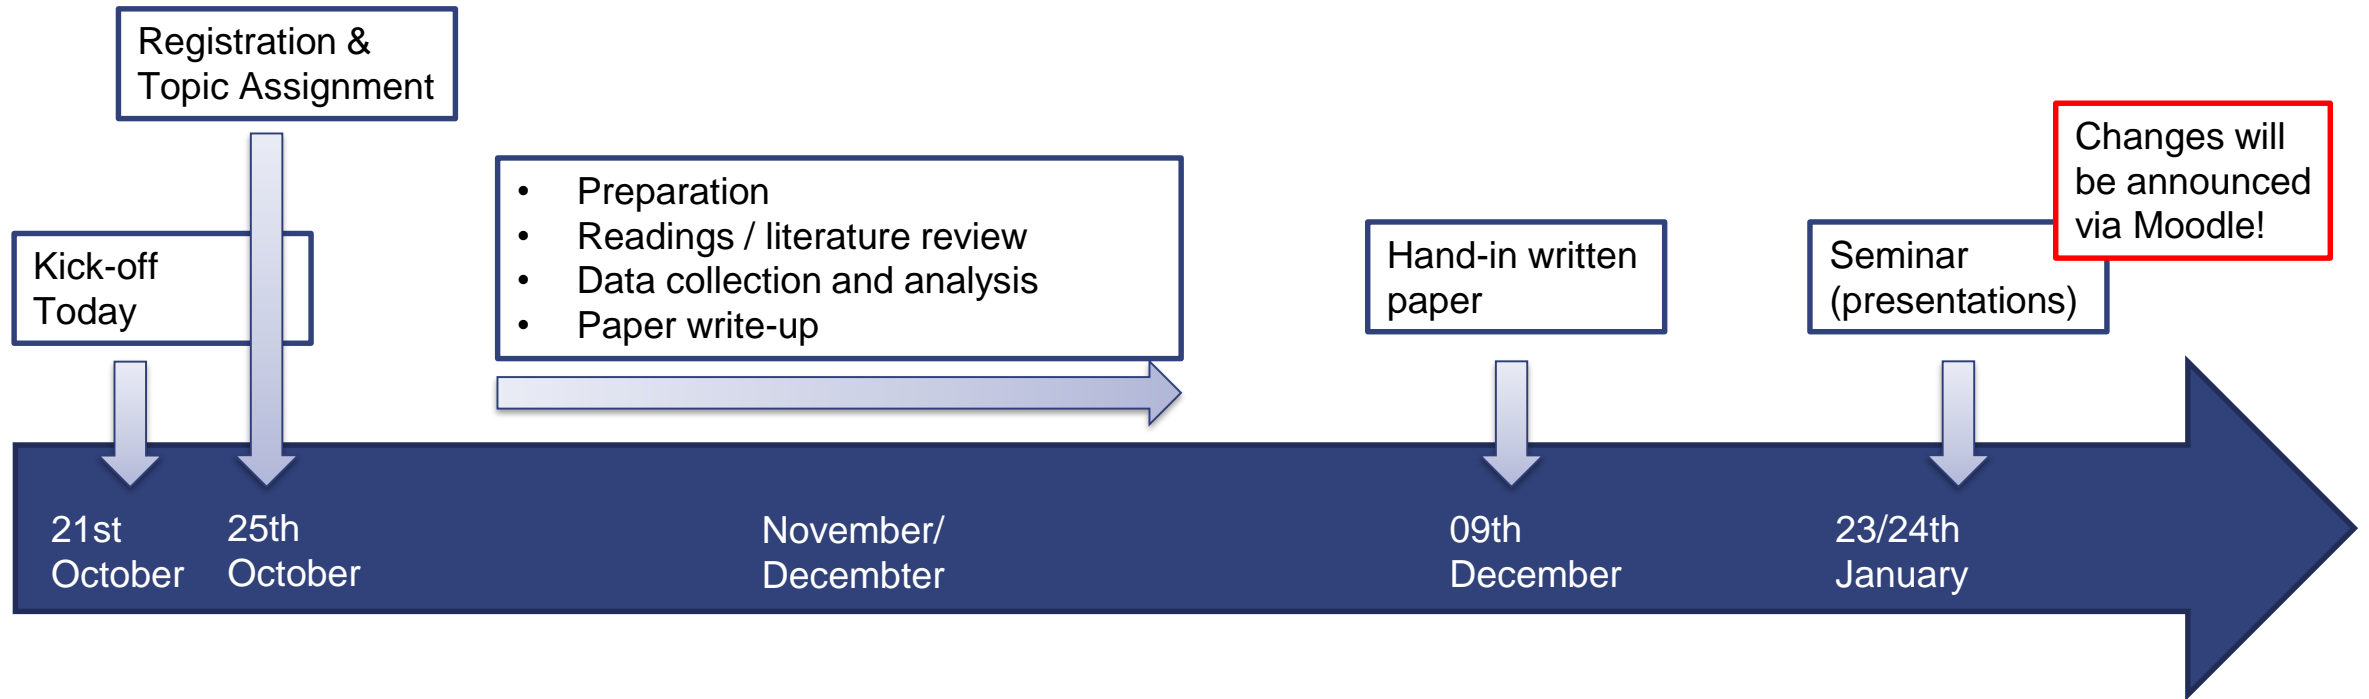 Registration &
Topic Assignment
Kick-off
Today
• Preparation
• Readings / literature review
• Data collection and analysis
• Paper write-up
Hand-in written
paper
Seminar
(presentations)
Changes will
be announced
via Moodle!
21st
October
25th
October
November/
Decembter
09th
December
23/24th
January